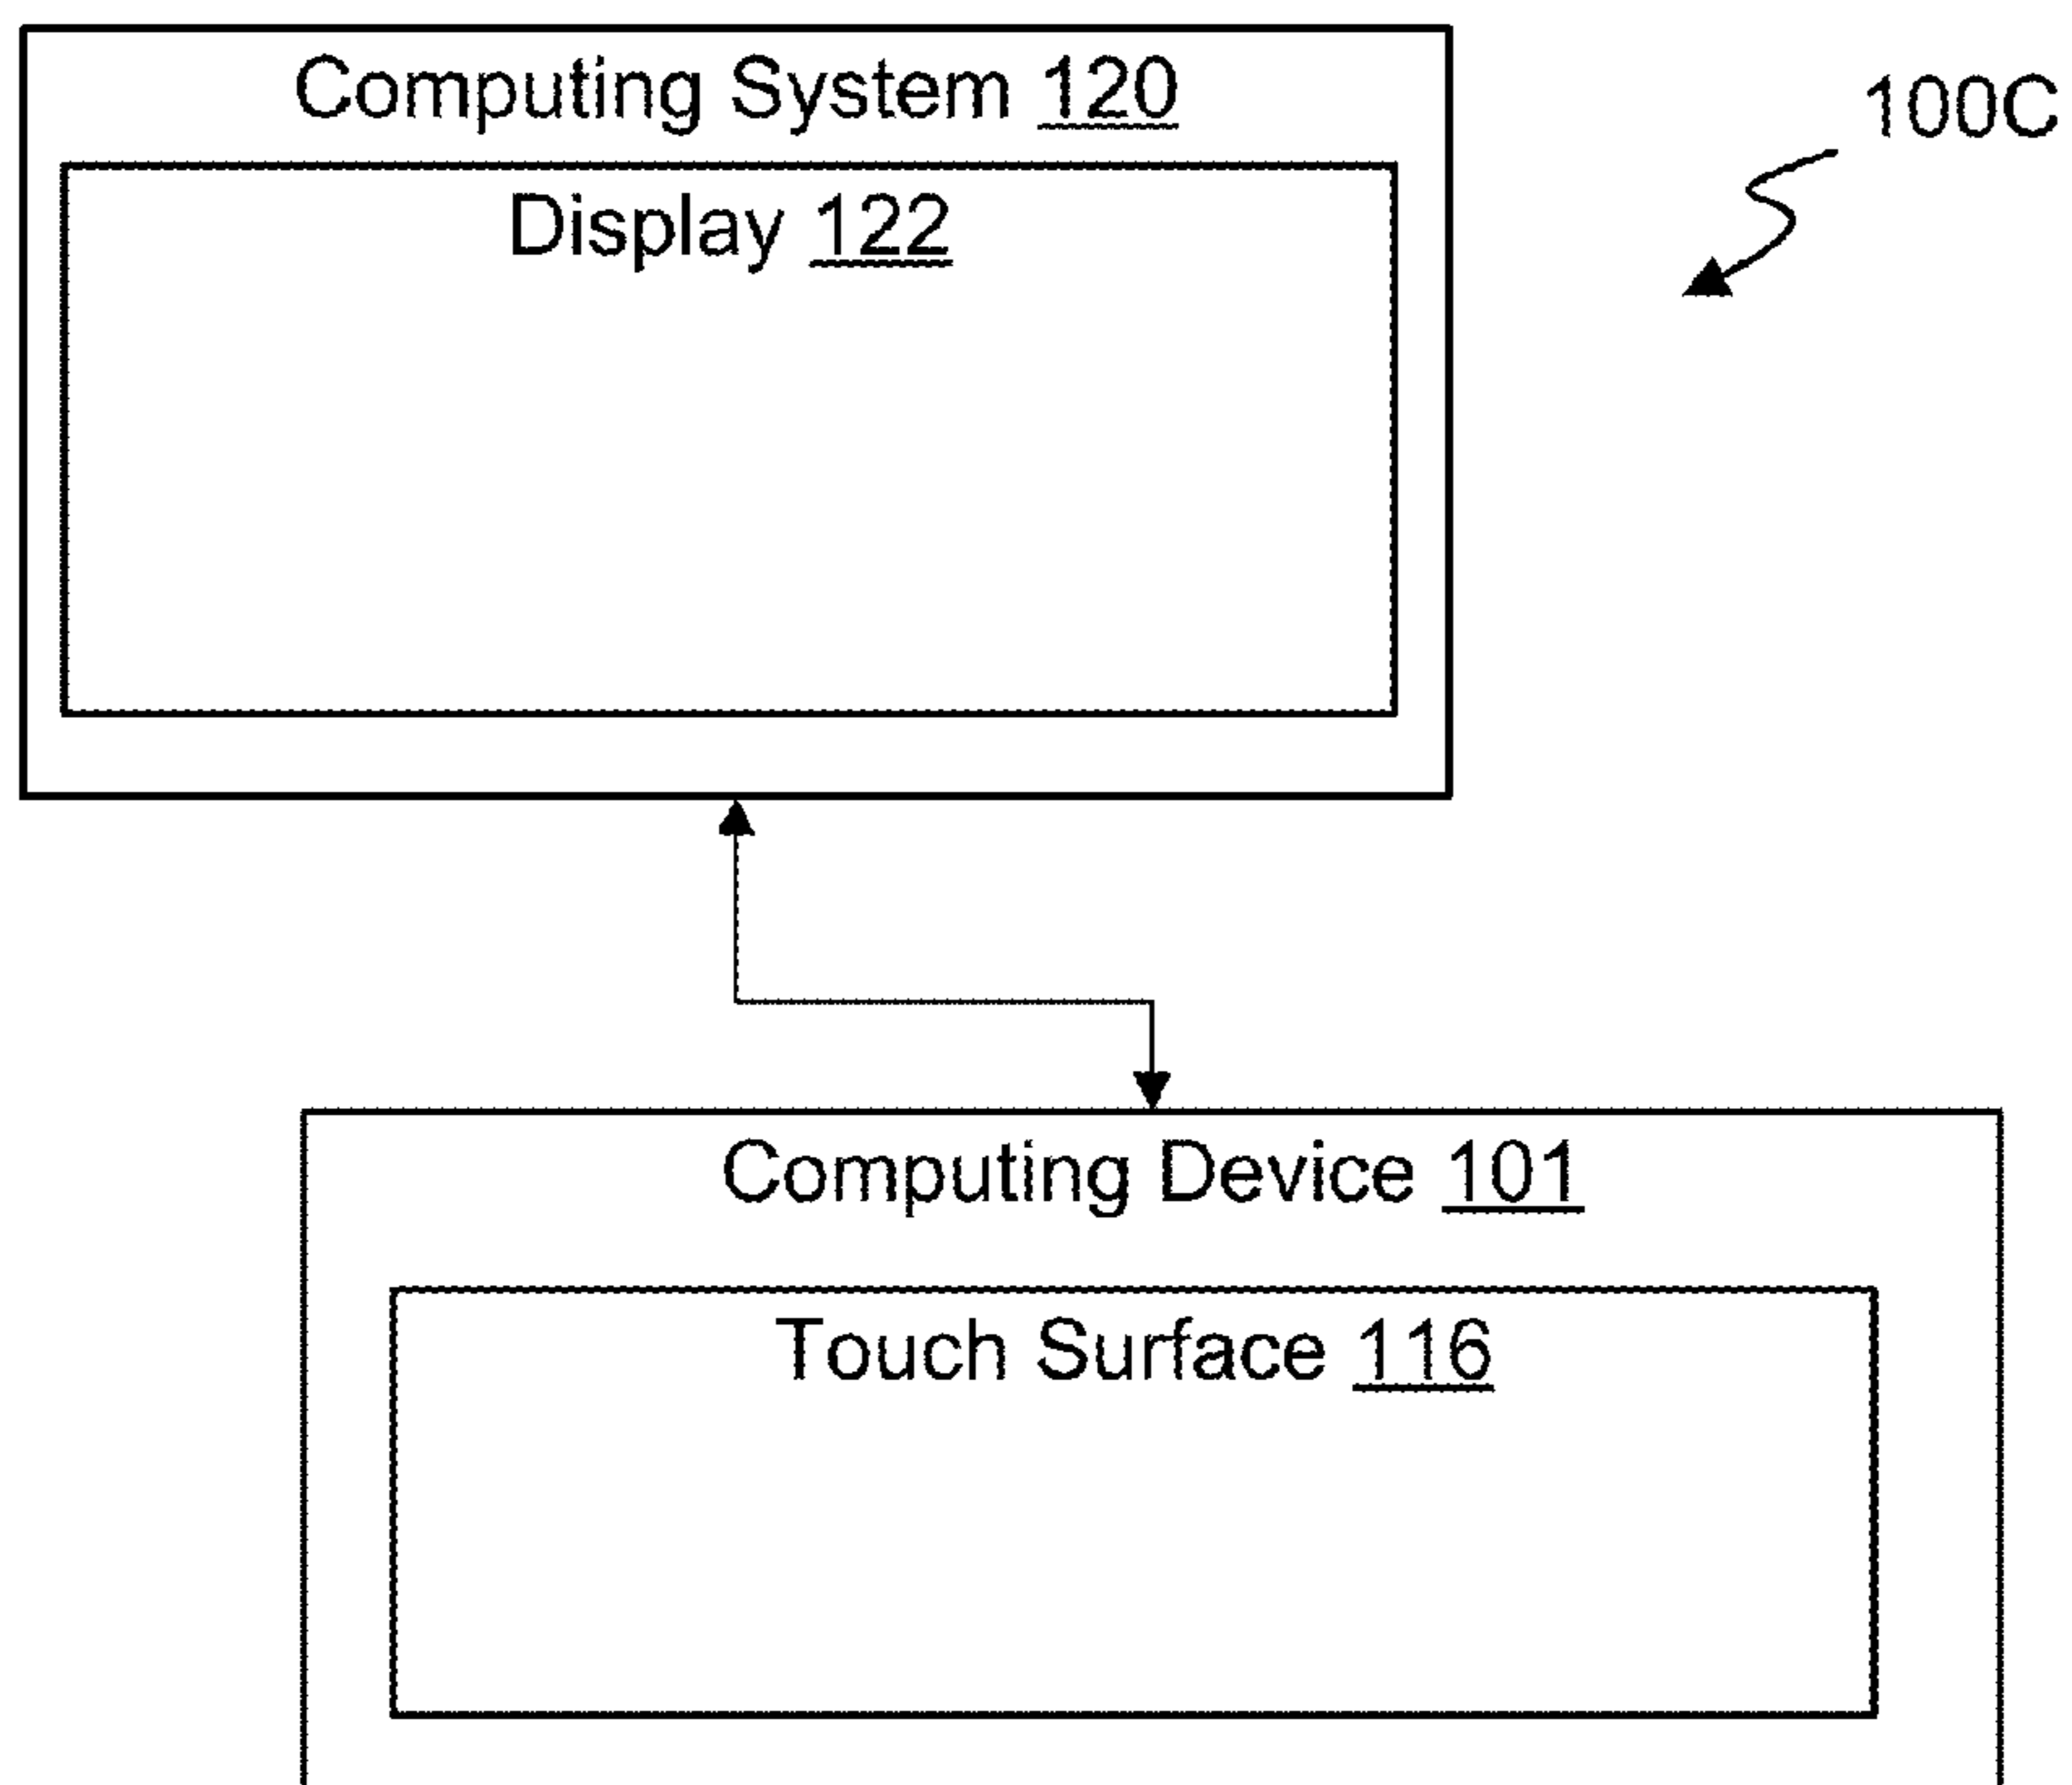 Computing System 120
100C
Display 122
Computing Device 101
Touch Surface 116